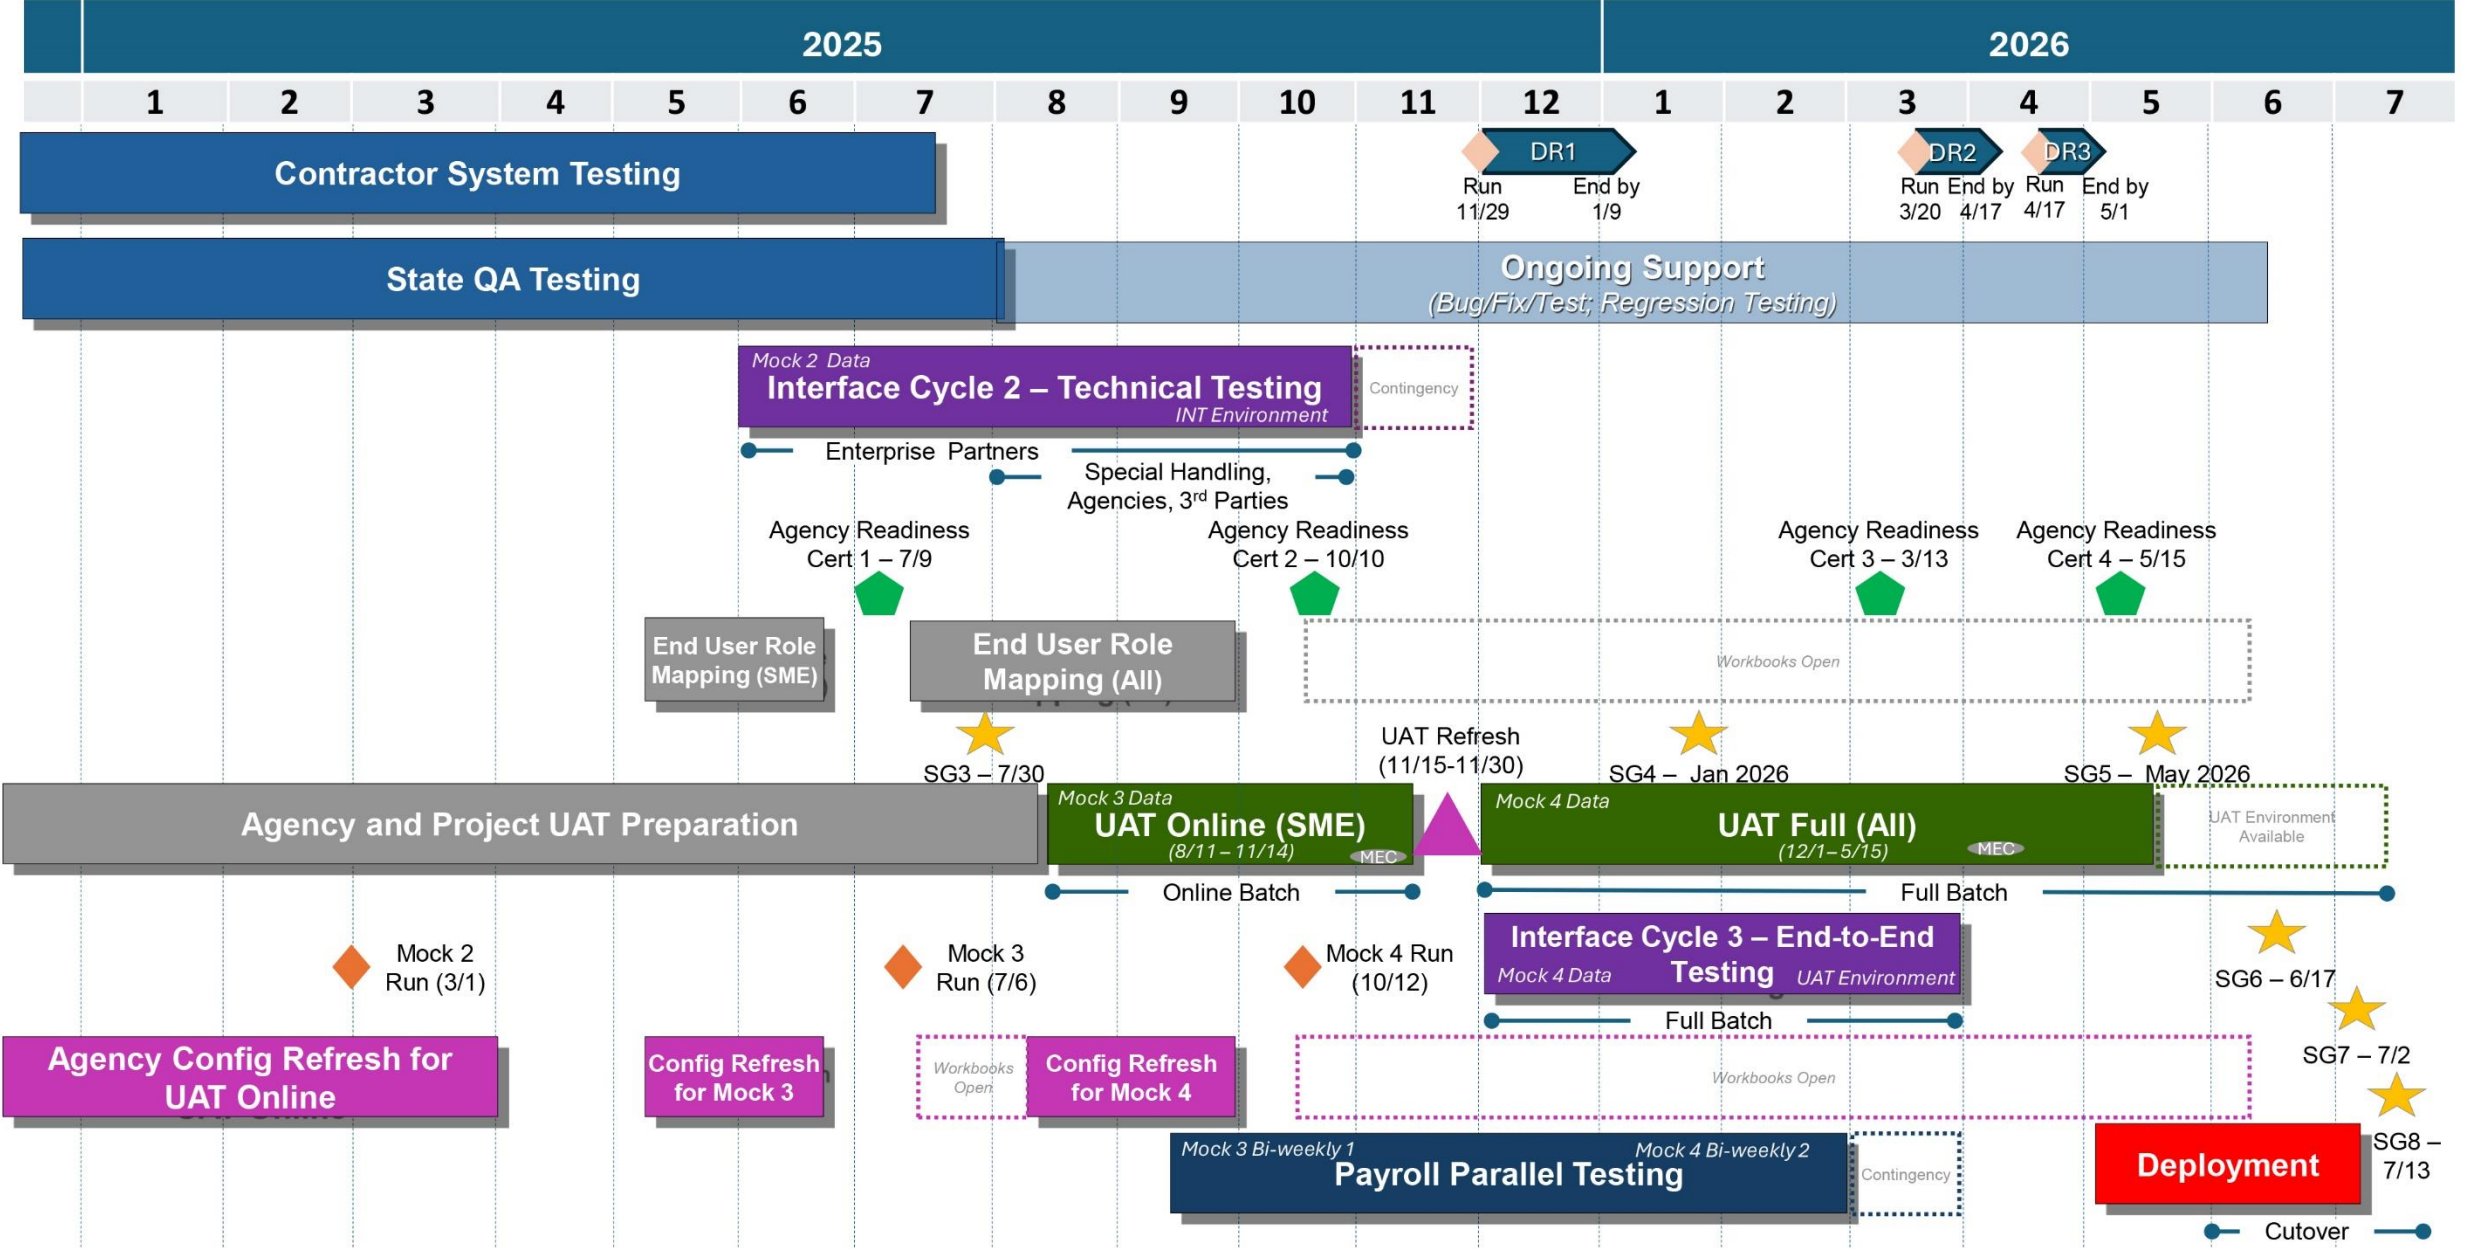 2025
2026
1 2 3 4 5 6 7 8 9 10 11 12 1 2 3 4 5 6 7
Contractor System Testing
DR1
DR2
DR3
Run
11/29
End by
1/9
Run
3/20
End by
4/17
Run
4/17
End by
5/1
State QA Testing
Ongoing Support
(Bug/Fix/Test; Regression Testing)
Mock 2 Data
Interface Cycle 2 – Technical Testing
INT Environment
Contingency
Enterprise Partners
Special Handling,
Agencies, 3rd Parties
Agency Readiness
Cert 1 – 7/9
Agency Readiness
Cert 2 – 10/10
Agency Readiness
Cert 3 – 3/13
Agency Readiness
Cert 4 – 5/15
End User Role
Mapping (SME)
End User Role
Mapping (All)
Workbooks Open
SG3 – 7/30
UAT Refresh
(11/15-11/30)
SG4 – Jan 2026
SG5 – May 2026
Agency and Project UAT Preparation
Mock 3 Data
UAT Online (SME)
(8/11 – 11/14)
MEC
Mock 4 Data
UAT Full (All)
(12/1– 5/15)
MEC
UAT Environment
Available
Online Batch
Full Batch
Mock 2
Run (3/1)
Mock 3
Run (7/6)
Mock 4 Run
(10/12)
Interface Cycle 3 – End-to-End
Testing
Mock 4 Data
UAT Environment
SG6 – 6/17
Full Batch
SG7 – 7/2
Agency Config Refresh for
UAT Online
Config Refresh
for Mock 3
Workbooks
Open
Config Refresh
for Mock 4
Workbooks Open
Mock 3 Bi-weekly 1
Mock 4 Bi-weekly 2
Payroll Parallel Testing
Contingency
Deployment
SG8 –
7/13
Cutover